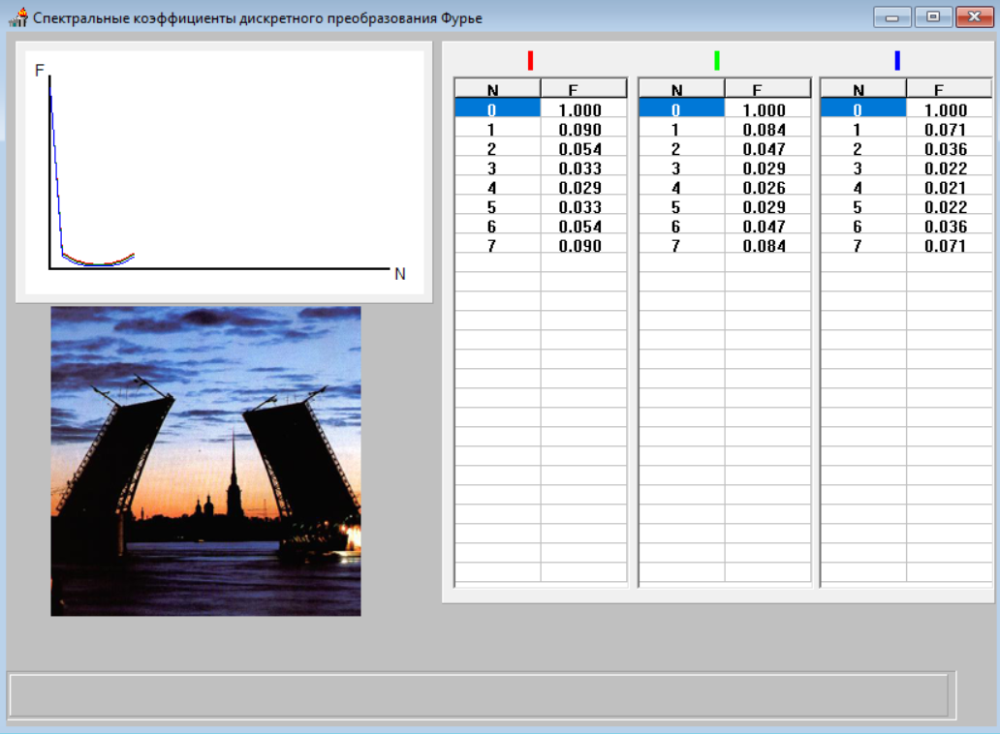 Спектральные коэффициенты дискретного преобразования Фурье
F
N
N F N F N F
0 1.000 0 1.000 0 1.000
1 0.090 1 0.084 1 0.071
2 0.054 2 0.047 2 0.036
3 0.033 3 0.029 3 0.022
4 0.029 4 0.026 4 0.021
5 0.033 5 0.029 5 0.022
6 0.054 6 0.047 6 0.036
7 0.090 7 0.084 7 0.071